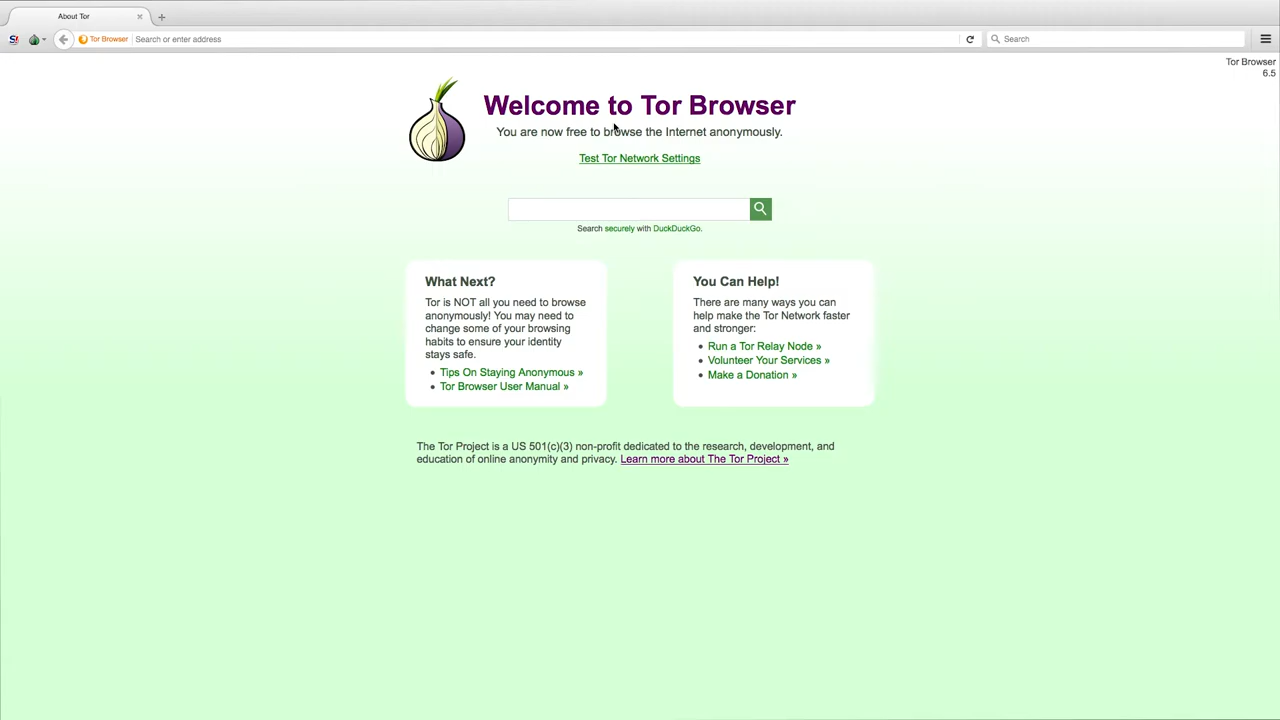 About Tor
Tor Browser
Search or enter address
Search
Tor Browser
6.5
Welcome to Tor Browser
You are now free to browse the Internet anonymously.
Test Tor Network Settings
Search securely with DuckDuckGo.
What Next?
Tor is NOT all you need to browse
anonymously! You may need to
change some of your browsing
habits to ensure your identity
stays safe.
• Tips On Staying Anonymous »
• Tor Browser User Manual »
You Can Help!
There are many ways you can
help make the Tor Network faster
and stronger:
• Run a Tor Relay Node »
• Volunteer Your Services »
• Make a Donation »
The Tor Project is a US 501(c)(3) non-profit dedicated to the research, development, and
education of online anonymity and privacy. Learn more about The Tor Project »